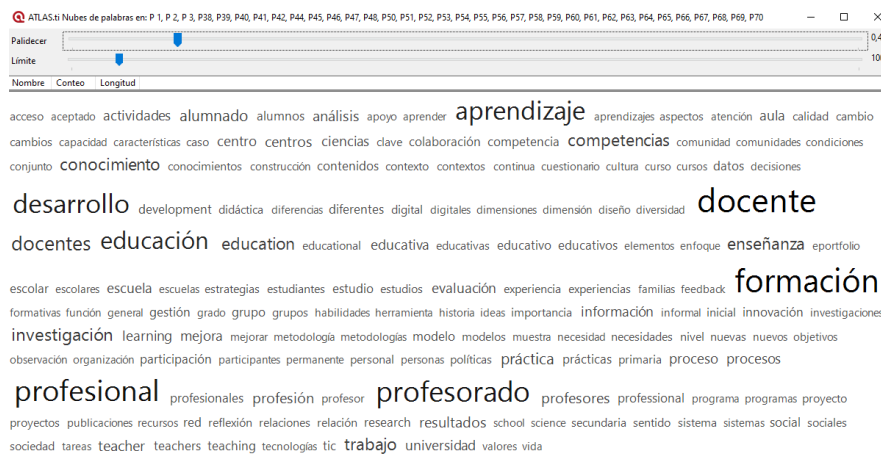 ATLAS.ti Nubes de palabras en: P 1, P 2, P 3, P38, P39, P40, P41, P42, P44, P45, P46, P47, P48, P50, P51, P52, P53, P54, P55, P56, P57, P58, P59, P60, P61, P62, P63, P64, P65, P66, P67, P68, P69, P70
Palidecer 0,4
Límite 100
Nombre Conteo Longitud
acceso aceptado actividades alumnado alumnos análisis apoyo aprender aprendizaje aprendizajes aspectos atención aula calidad cambio
cambios capacidad características caso centro centros ciencias clave colaboración competencia competencias comunidad comunidades condiciones
conjunto conocimiento conocimientos construcción contenidos contexto contextos continua cuestionario cultura curso cursos datos decisiones
desarrollo development didáctica diferencias diferentes digital digitales dimensiones dimensión diseño diversidad docente
docentes educación education educational educativa educativas educativo educativos elementos enfoque enseñanza eportfolio
escolar escolares escuela escuelas estrategias estudiantes estudio estudios evaluación experiencia experiencias familias feedback formación
formativas función general gestión grado grupo grupos habilidades herramienta historia ideas importancia información informal inicial innovación investigaciones
investigación learning mejora mejorar metodología metodologías modelo modelos muestra necesidad necesidades nivel nuevas nuevos objetivos
observación organización participación participantes permanente personal personas políticas práctica prácticas primaria proceso procesos
profesional profesionales profesión profesor profesorado profesores professional programa programas proyecto
proyectos publicaciones recursos red reflexión relaciones relación research resultados school science secundaria sentido sistema sistemas social sociales
sociedad tareas teacher teachers teaching tecnologías tic trabajo universidad valores vida